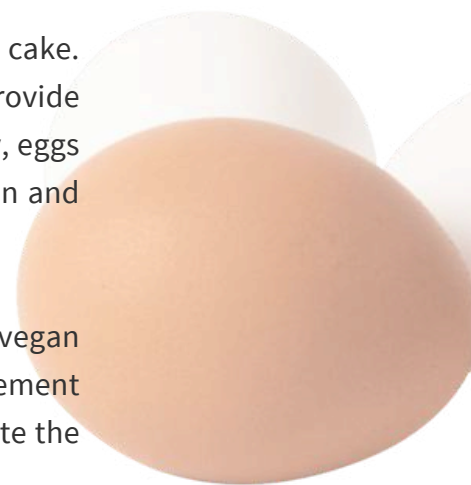 cake.
rovide
, eggs
n and
vegan
ement
te the